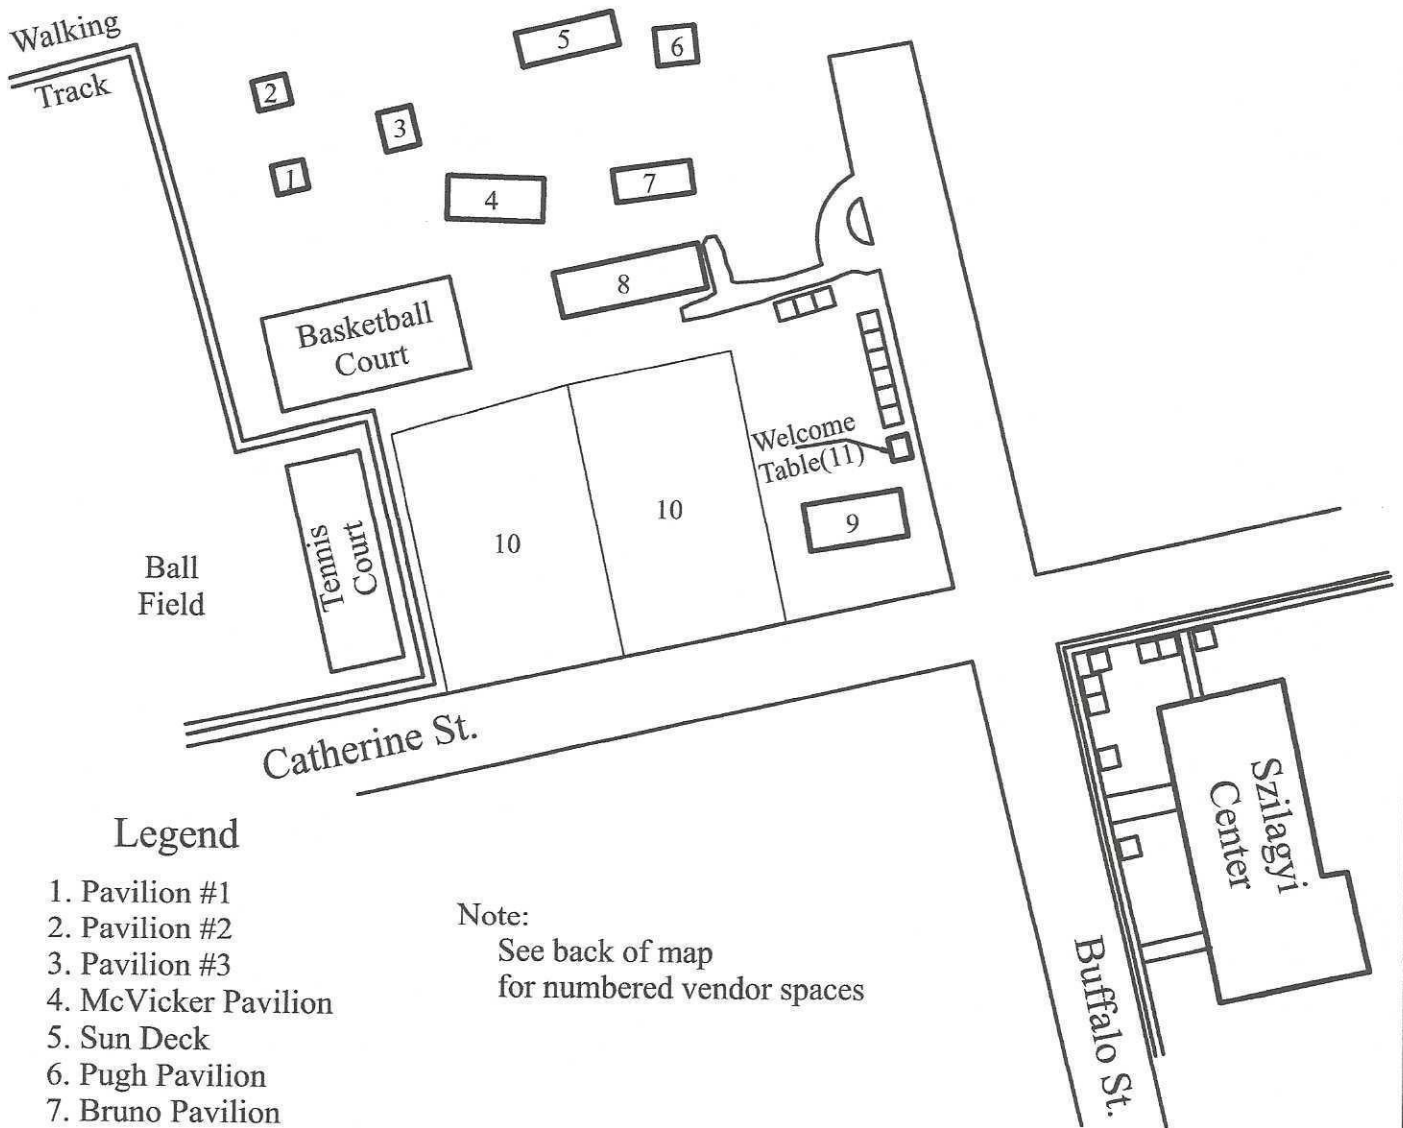 Walking
Track
5
6
2
3
1
4
7
8
Basketball
Court
Welcome
Table(11)
10
10
9
Tennis
Court
Ball
Field
Catherine St.
Szilagyi
Center
Buffalo St.
Legend
1. Pavilion #1
2. Pavilion #2
3. Pavilion #3
4. McVicker Pavilion
5. Sun Deck
6. Pugh Pavilion
7. Bruno Pavilion
Note:
See back of map
for numbered vendor spaces